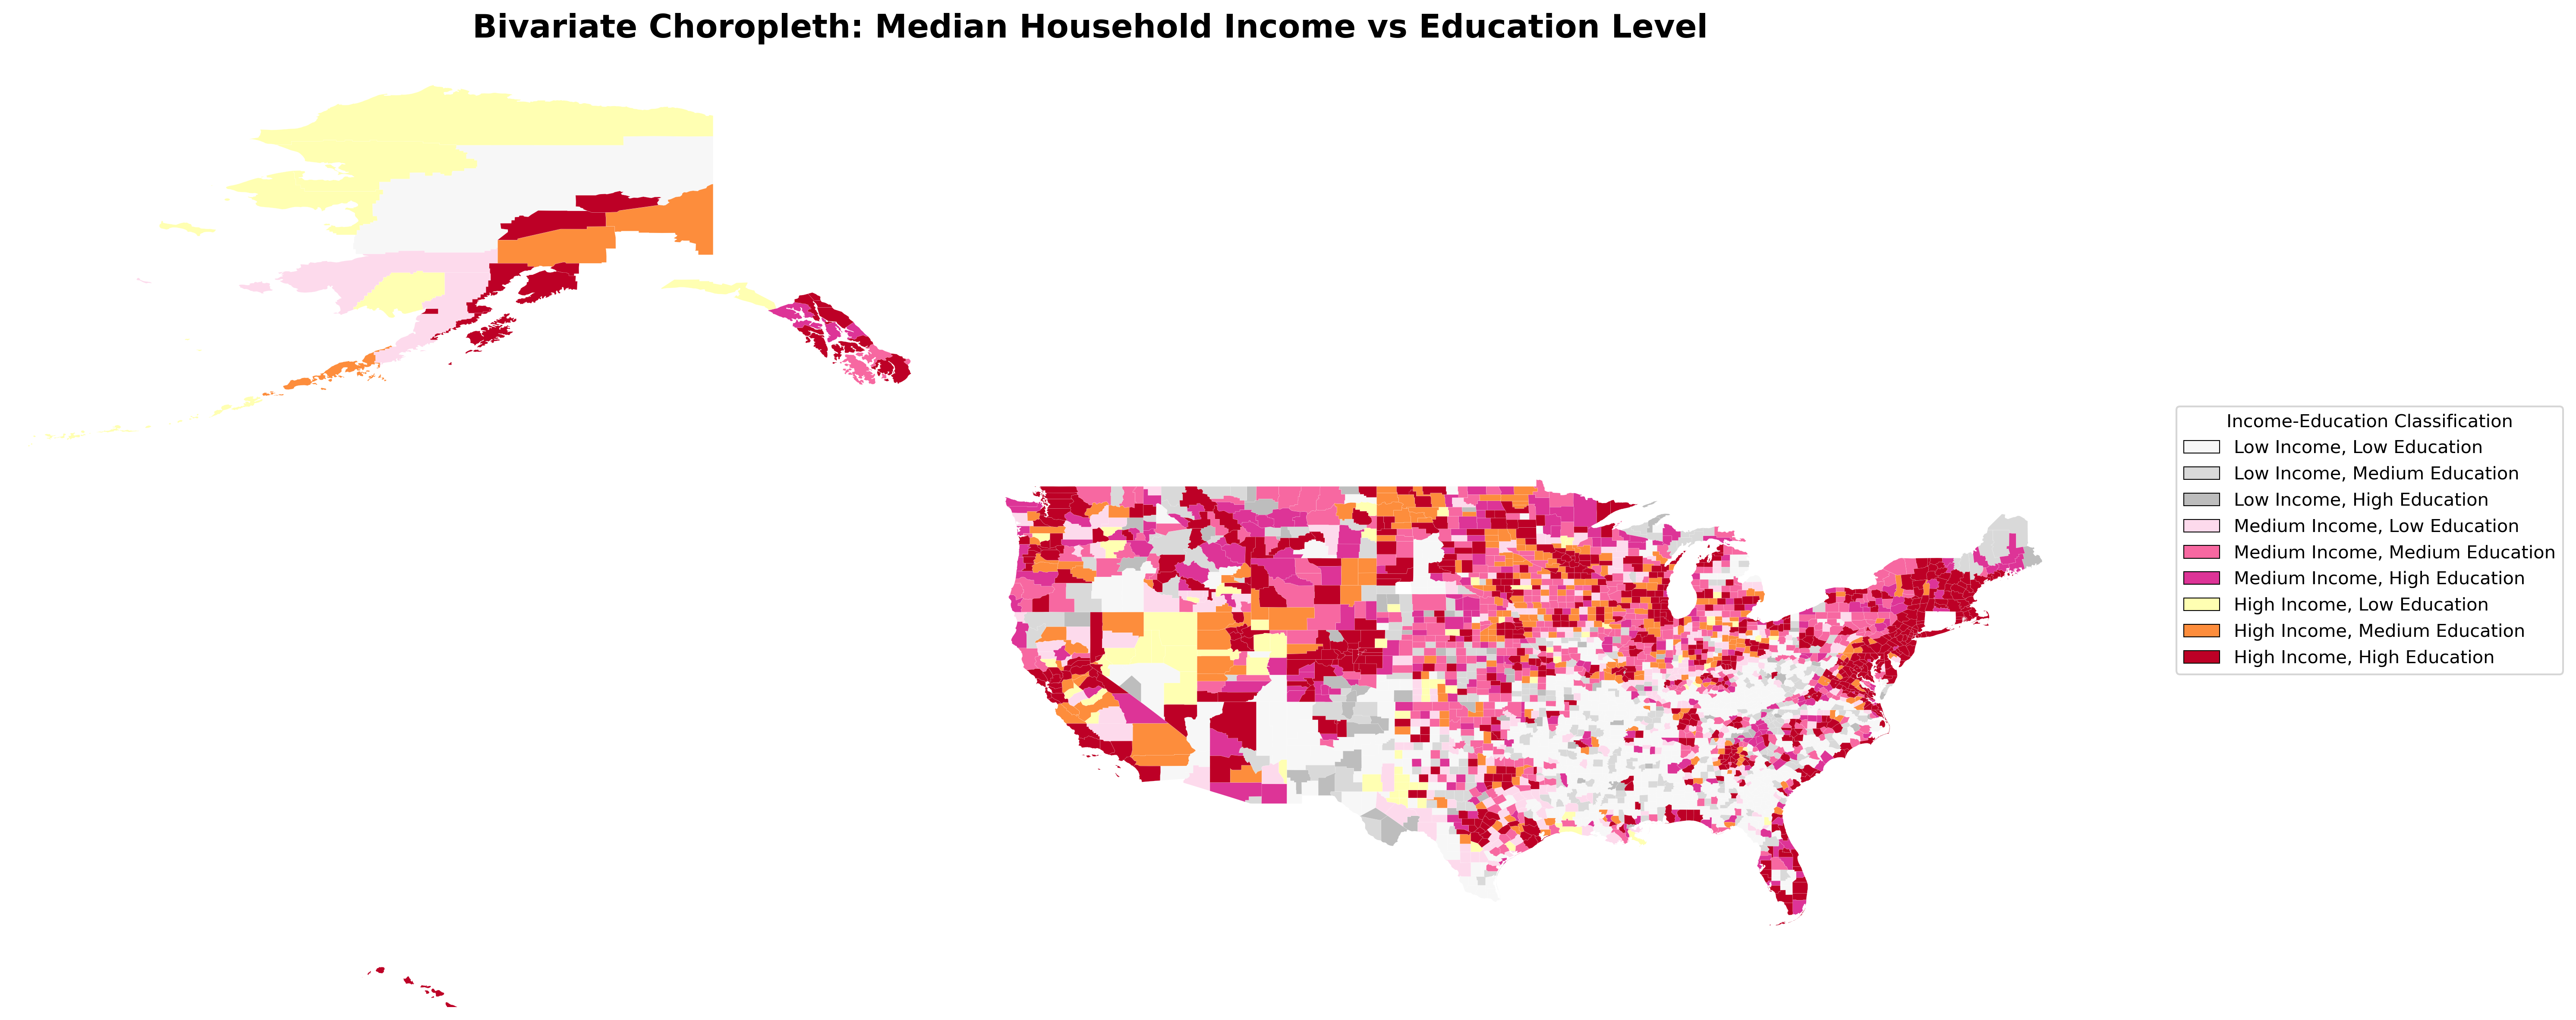 Bivariate Choropleth: Median Household Income vs Education Level
Income-Education Classification
Low Income, Low Education
Low Income, Medium Education
Low Income, High Education
Medium Income, Low Education
Medium Income, Medium Education
Medium Income, High Education
High Income, Low Education
High Income, Medium Education
High Income, High Education